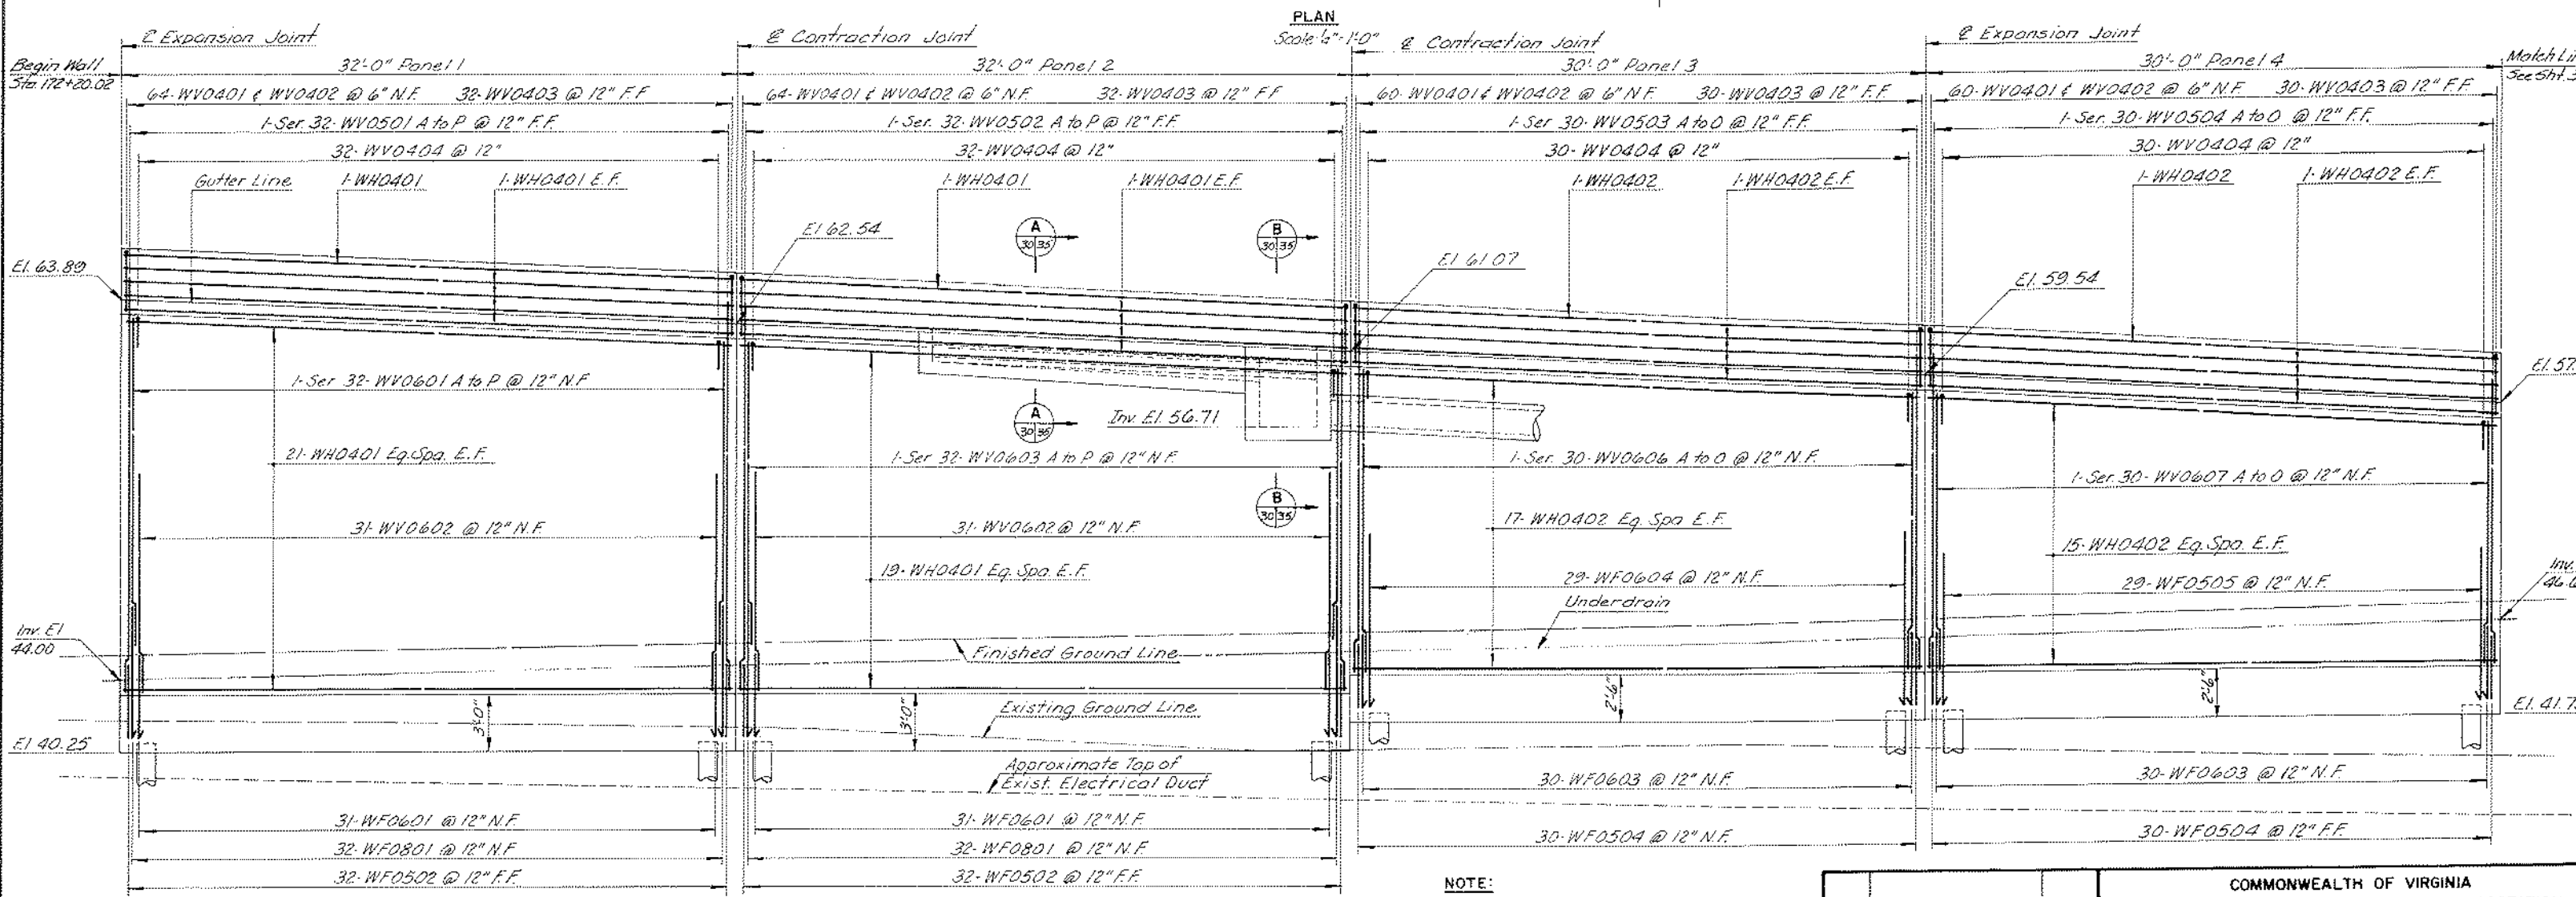 PLAN
Scale ¼"=1'-0"
℄ Expansion Joint
℄ Contraction Joint
℄ Contraction Joint
℄ Expansion Joint
Begin Wall
Sta. 172+20.02
32'-0" Panel 1
32'-0" Panel 2
30'-0" Panel 3
30'-0" Panel 4
Match Li
See Sht. 3
64-WV0401 & WV0402 @ 6" N.F.
32-WV0403 @ 12" F.F.
64-WV0401 & WV0402 @ 6" N.F.
32-WV0403 @ 12" F.F.
60-WV0401 & WV0402 @ 6" N.F.
30-WV0403 @ 12" F.F.
60-WV0401 & WV0402 @ 6" N.F.
30-WV0403 @ 12" F.F.
1-Ser. 32-WV0501 A to P @ 12" F.F.
1-Ser. 32-WV0502 A to P @ 12" F.F.
1-Ser. 30-WV0503 A to O @ 12" F.F.
1-Ser. 30-WV0504 A to O @ 12" F.F.
32-WV0404 @ 12"
32-WV0404 @ 12"
30-WV0404 @ 12"
30-WV0404 @ 12"
Gutter Line
1-WH0401
1-WH0401 E.F.
1-WH0401
1-WH0401 E.F.
1-WH0402
1-WH0402 E.F.
1-WH0402
1-WH0402 E.F.
El. 63.89
El. 62.54
A
30 35
B
30 35
El. 61.07
El. 59.54
El. 57.
1-Ser. 32-WV0601 A to P @ 12" N.F.
A
30 35
Inv. El. 56.71
21-WH0401 Eq. Spa. E.F.
1-Ser. 32-WV0603 A to P @ 12" N.F.
1-Ser. 30-WV0606 A to O @ 12" N.F.
1-Ser. 30-WV0607 A to O @ 12" N.F.
B
30 35
31-WV0602 @ 12" N.F.
31-WV0602 @ 12" N.F.
17-WH0402 Eq. Spa. E.F.
15-WH0402 Eq. Spa. E.F.
19-WH0401 Eq. Spa. E.F.
29-WF0604 @ 12" N.F.
29-WF0505 @ 12" N.F.
Inv.
46.
Underdrain
Inv. El.
44.00
Finished Ground Line
3'-0"
3'-0"
2'-6"
2'-6"
Existing Ground Line
El. 40.25
El. 41.7
Approximate Top of
Exist. Electrical Duct
30-WF0603 @ 12" N.F.
30-WF0603 @ 12" N.F.
31-WF0601 @ 12" N.F.
31-WF0601 @ 12" N.F.
30-WF0504 @ 12" N.F.
30-WF0504 @ 12" F.F.
32-WF0801 @ 12" N.F.
32-WF0801 @ 12" N.F.
32-WF0502 @ 12" F.F.
32-WF0502 @ 12" F.F.
NOTE:
COMMONWEALTH OF VIRGINIA